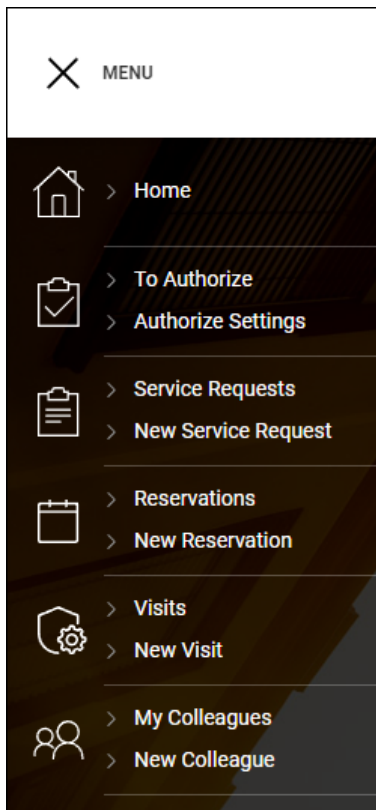 MENU
Home
To Authorize
Authorize Settings
Service Requests
New Service Request
Reservations
New Reservation
Visits
New Visit
My Colleagues
New Colleague